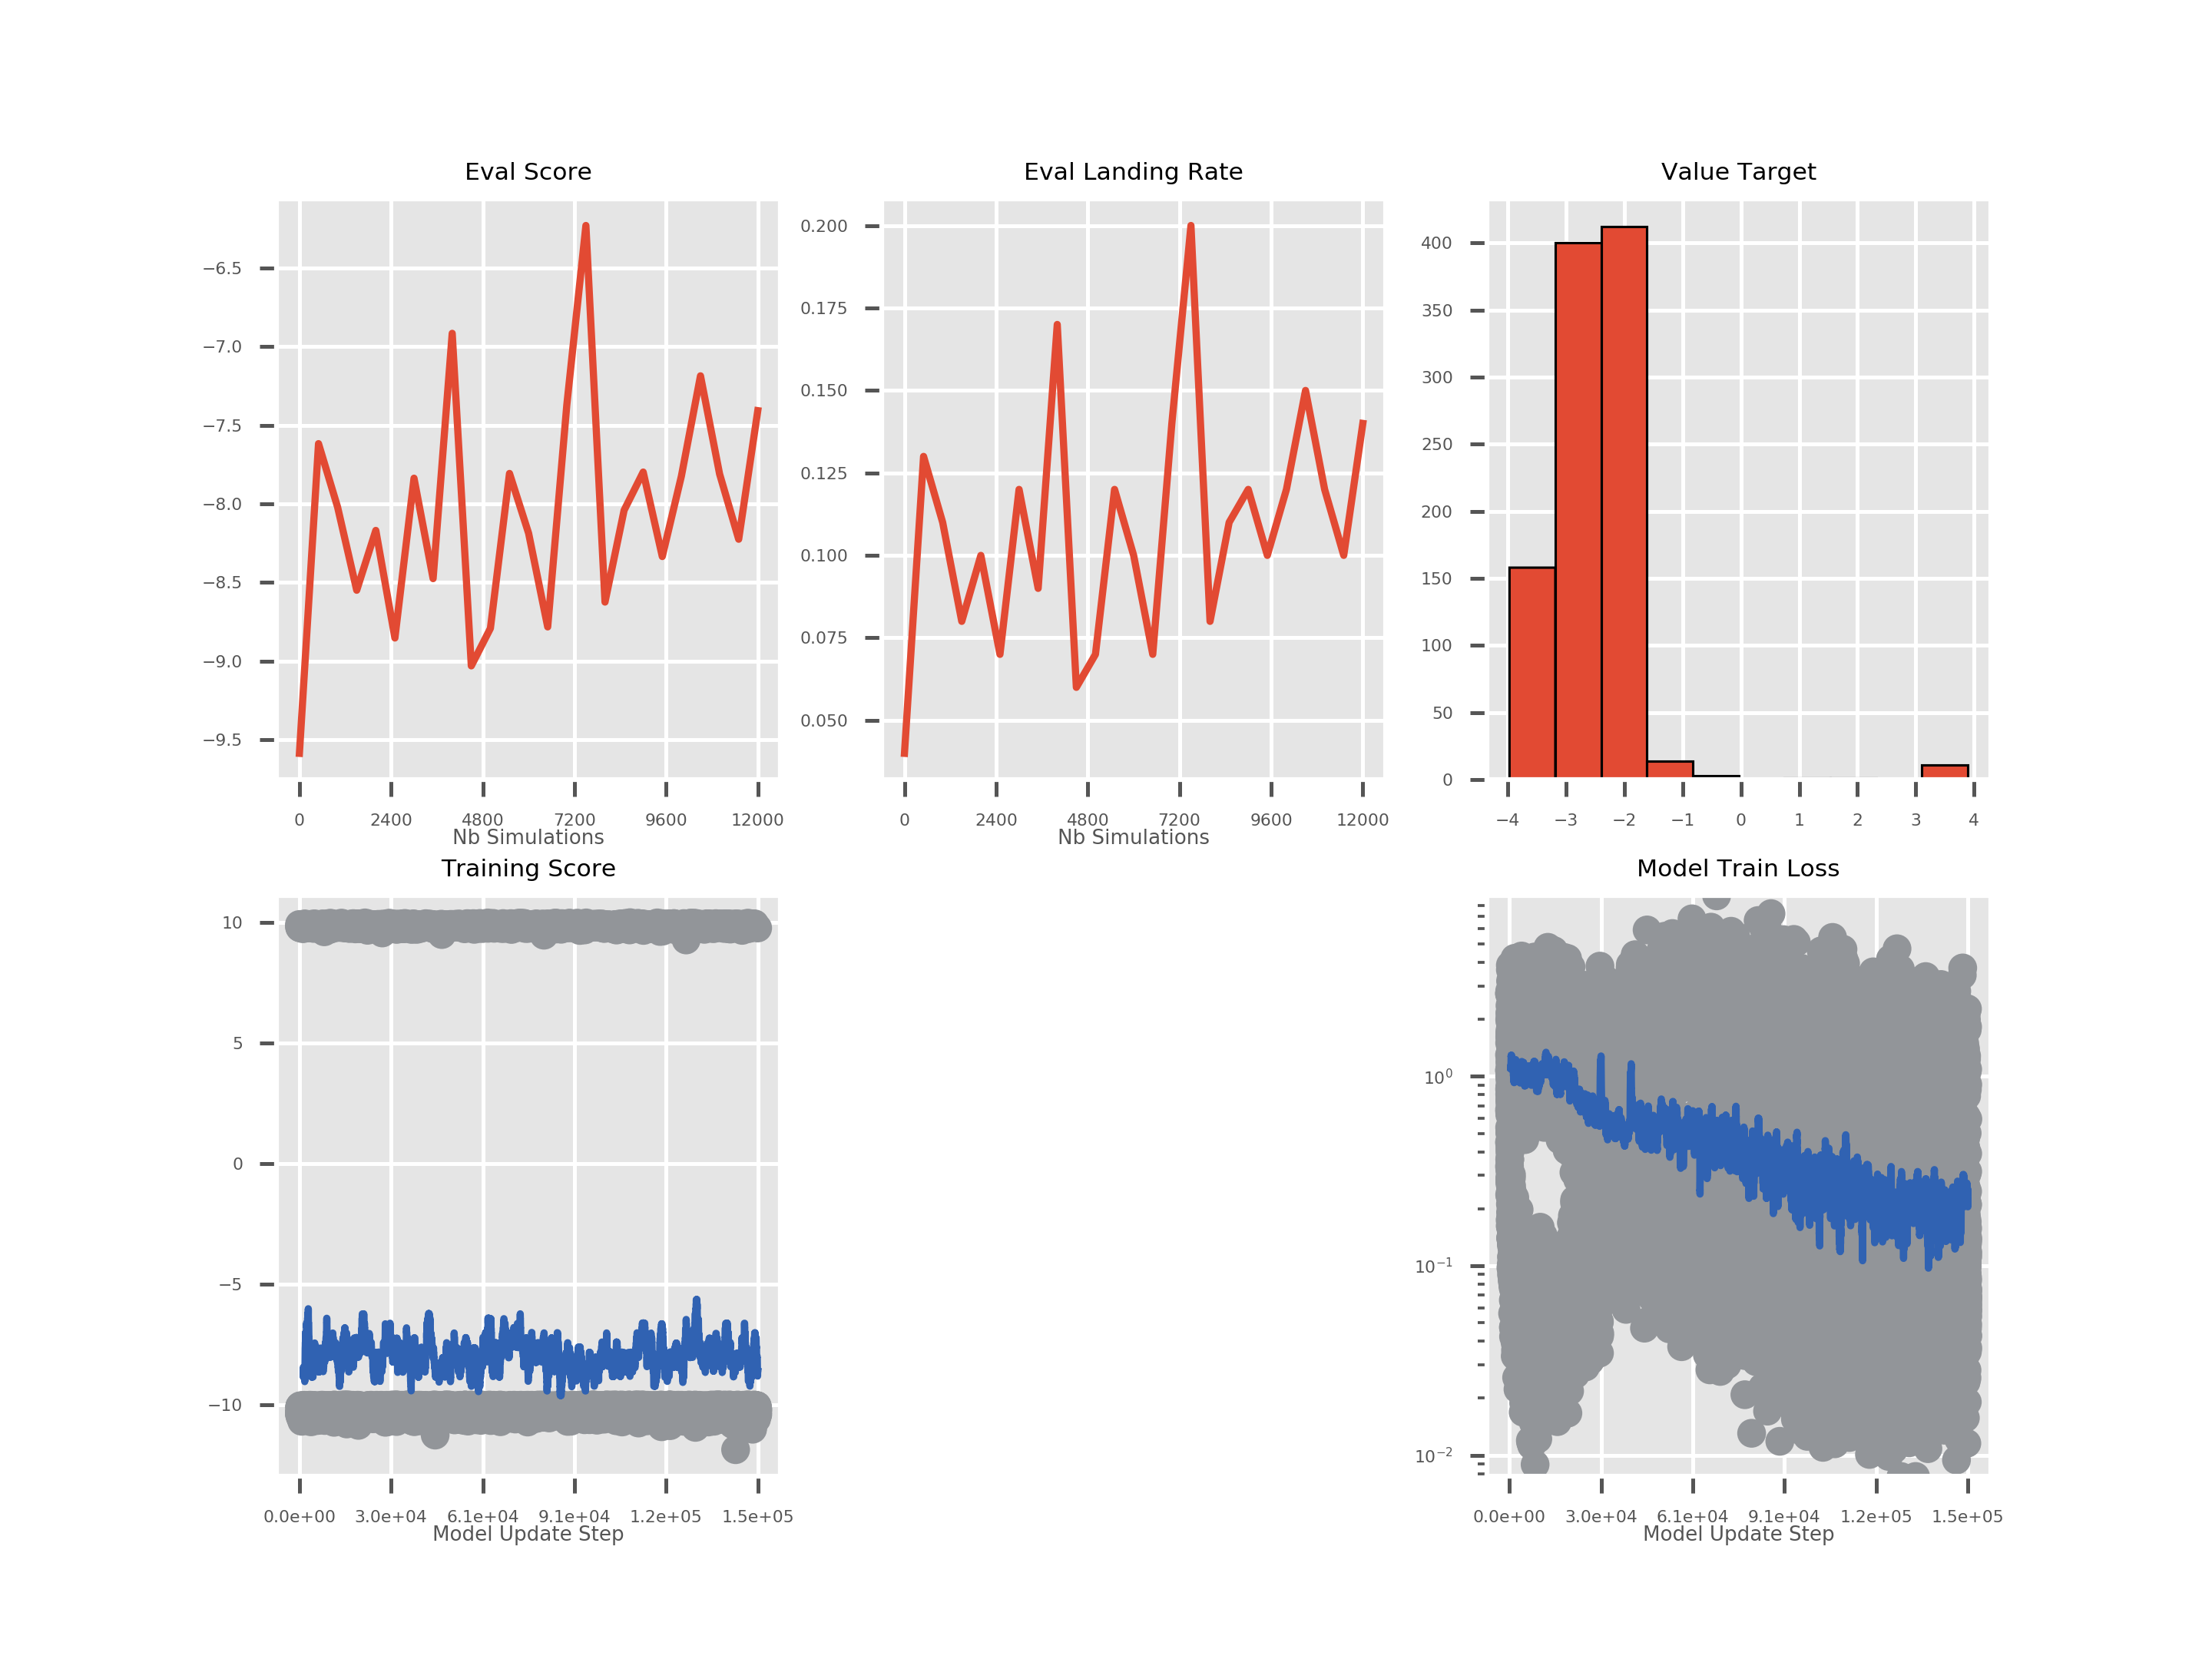 Eval Score
−6.5
−7.0
−7.5
−8.0
−8.5
−9.0
−9.5
0 2400 4800 7200 9600 12000
Nb Simulations
Eval Landing Rate
0.200
0.175
0.150
0.125
0.100
0.075
0.050
0 2400 4800 7200 9600 12000
Nb Simulations
Value Target
400
350
300
250
200
150
100
50
0
−4 −3 −2 −1 0 1 2 3 4
Training Score
10
5
0
−5
−10
0.0e+00 3.0e+04 6.1e+04 9.1e+04 1.2e+05 1.5e+05
Model Update Step
Model Train Loss
10⁰
10⁻¹
10⁻²
0.0e+00 3.0e+04 6.1e+04 9.1e+04 1.2e+05 1.5e+05
Model Update Step